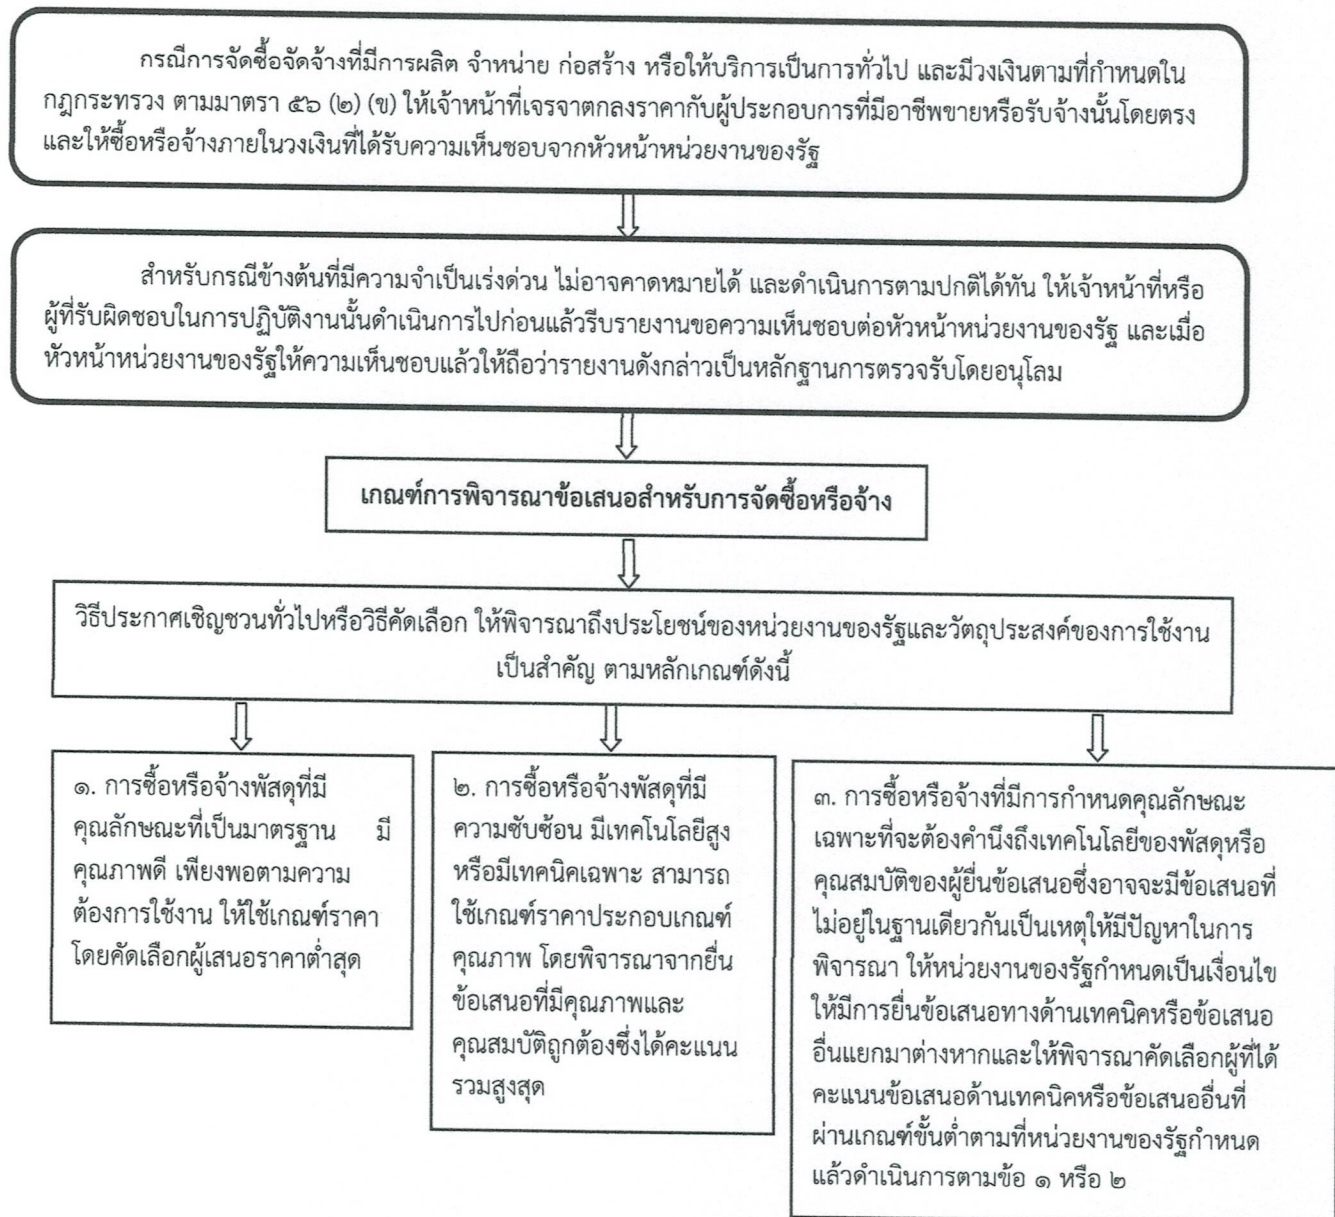 กรณีการจัดซื้อจัดจ้างที่มีการผลิต จำหน่าย ก่อสร้าง หรือให้บริการเป็นการทั่วไป และมีวงเงินตามที่กำหนดใน
กฎกระทรวง ตามมาตรา ๕๖ (๒) (ข) ให้เจ้าหน้าที่เจรจาตกลงราคากับผู้ประกอบการที่มีอาชีพขายหรือรับจ้างนั้นโดยตรง
และให้ซื้อหรือจ้างภายในวงเงินที่ได้รับความเห็นชอบจากหัวหน้าหน่วยงานของรัฐ
สำหรับกรณีข้างต้นที่มีความจำเป็นเร่งด่วน ไม่อาจคาดหมายได้ และดำเนินการตามปกติได้ทัน ให้เจ้าหน้าที่หรือ
ผู้ที่รับผิดชอบในการปฏิบัติงานนั้นดำเนินการไปก่อนแล้วรีบรายงานขอความเห็นชอบต่อหัวหน้าหน่วยงานของรัฐ และเมื่อ
หัวหน้าหน่วยงานของรัฐให้ความเห็นชอบแล้วให้ถือว่ารายงานดังกล่าวเป็นหลักฐานการตรวจรับโดยอนุโลม
เกณฑ์การพิจารณาข้อเสนอสำหรับการจัดซื้อหรือจ้าง
วิธีประกาศเชิญชวนทั่วไปหรือวิธีคัดเลือก ให้พิจารณาถึงประโยชน์ของหน่วยงานของรัฐและวัตถุประสงค์ของการใช้งาน
เป็นสำคัญ ตามหลักเกณฑ์ดังนี้
๑. การซื้อหรือจ้างพัสดุที่มี
คุณลักษณะที่เป็นมาตรฐาน มี
คุณภาพดี เพียงพอตามความ
ต้องการใช้งาน ให้ใช้เกณฑ์ราคา
โดยคัดเลือกผู้เสนอราคาต่ำสุด
๒. การซื้อหรือจ้างพัสดุที่มี
ความซับซ้อน มีเทคโนโลยีสูง
หรือมีเทคนิคเฉพาะ สามารถ
ใช้เกณฑ์ราคาประกอบเกณฑ์
คุณภาพ โดยพิจารณาจากยื่น
ข้อเสนอที่มีคุณภาพและ
คุณสมบัติถูกต้องซึ่งได้คะแนน
รวมสูงสุด
๓. การซื้อหรือจ้างที่มีการกำหนดคุณลักษณะ
เฉพาะที่จะต้องคำนึงถึงเทคโนโลยีของพัสดุหรือ
คุณสมบัติของผู้ยื่นข้อเสนอซึ่งอาจจะมีข้อเสนอที่
ไม่อยู่ในฐานเดียวกันเป็นเหตุให้มีปัญหาในการ
พิจารณา ให้หน่วยงานของรัฐกำหนดเป็นเงื่อนไข
ให้มีการยื่นข้อเสนอทางด้านเทคนิคหรือข้อเสนอ
อื่นแยกมาต่างหากและให้พิจารณาคัดเลือกผู้ที่ได้
คะแนนข้อเสนอด้านเทคนิคหรือข้อเสนออื่นที่
ผ่านเกณฑ์ขั้นต่ำตามที่หน่วยงานของรัฐกำหนด
แล้วดำเนินการตามข้อ ๑ หรือ ๒